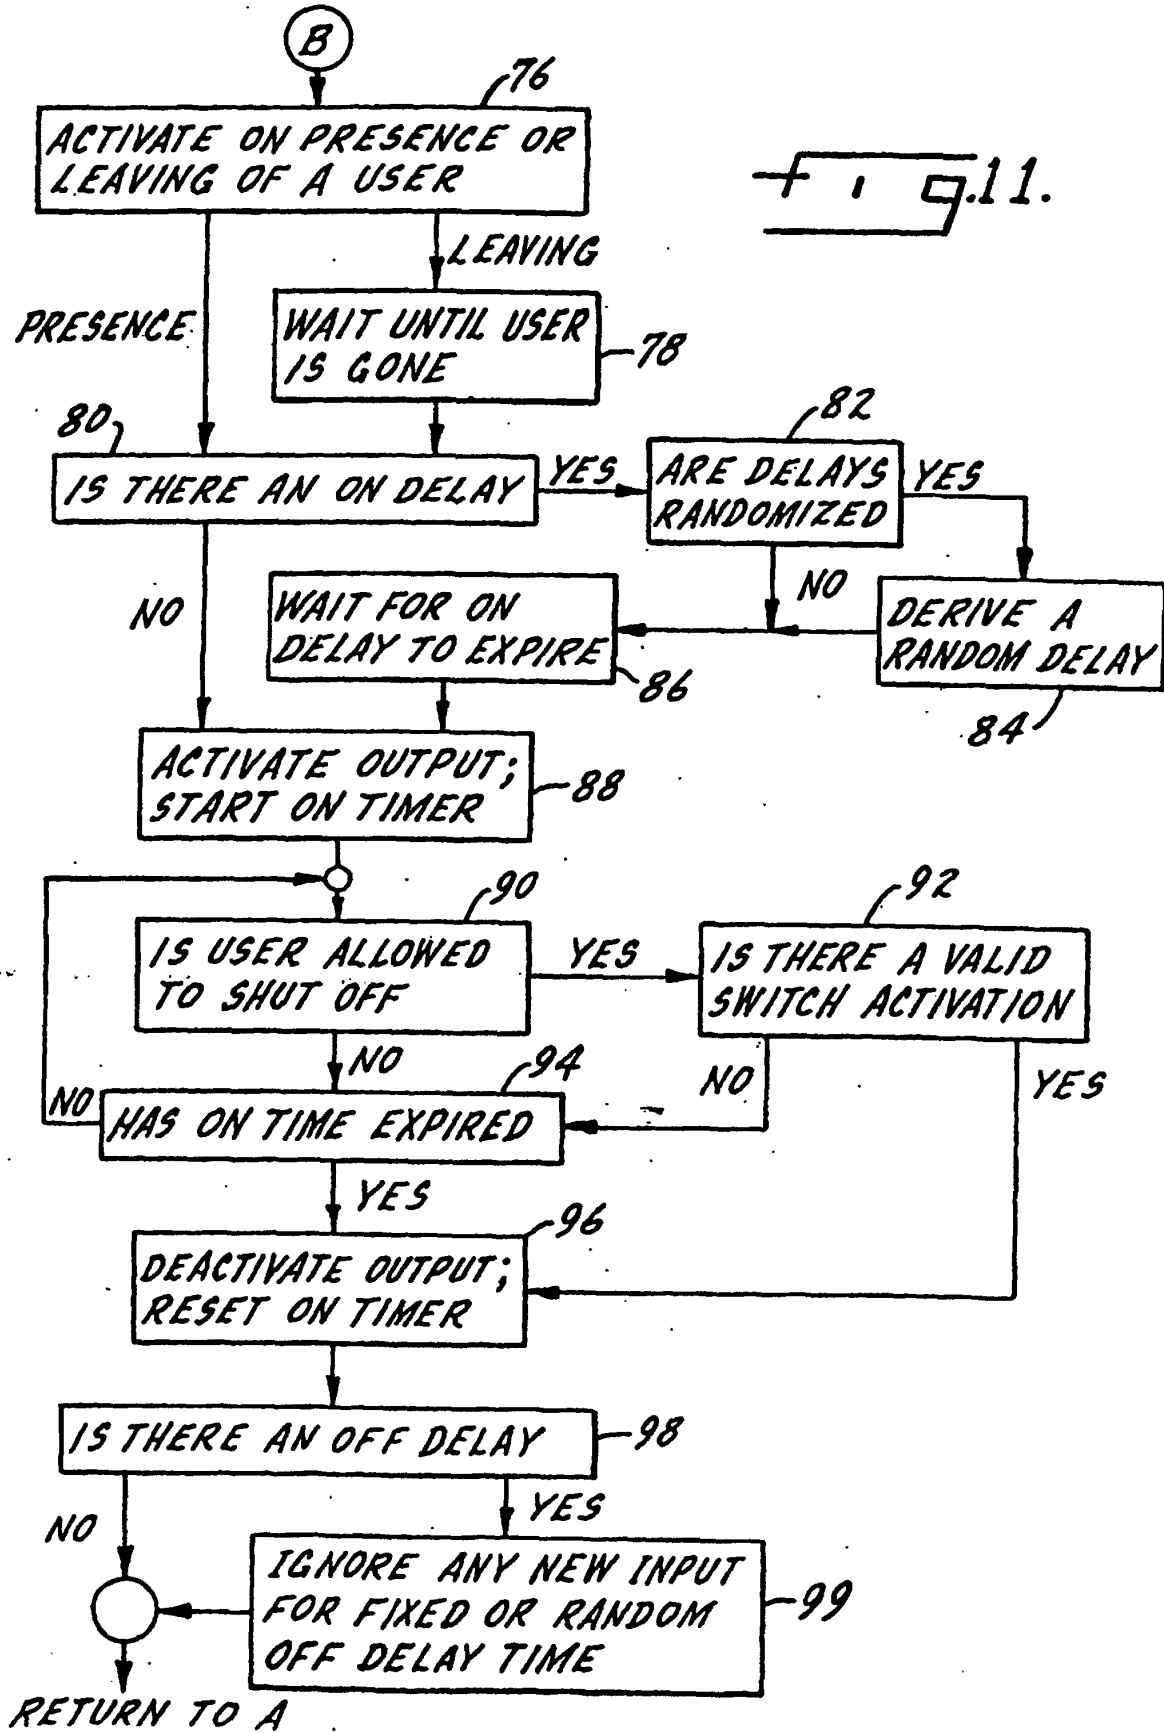 B
76
ACTIVATE ON PRESENCE OR
LEAVING OF A USER
Fig.11.
LEAVING
PRESENCE
WAIT UNTIL USER
IS GONE
78
80
IS THERE AN ON DELAY
YES
82
ARE DELAYS
RANDOMIZED
YES
NO
NO
WAIT FOR ON
DELAY TO EXPIRE
86
DERIVE A
RANDOM DELAY
84
ACTIVATE OUTPUT;
START ON TIMER
88
90
IS USER ALLOWED
TO SHUT OFF
YES
92
IS THERE A VALID
SWITCH ACTIVATION
NO
94
NO
YES
NO
HAS ON TIME EXPIRED
YES
96
DEACTIVATE OUTPUT;
RESET ON TIMER
IS THERE AN OFF DELAY
98
NO
YES
IGNORE ANY NEW INPUT
FOR FIXED OR RANDOM
OFF DELAY TIME
99
RETURN TO A